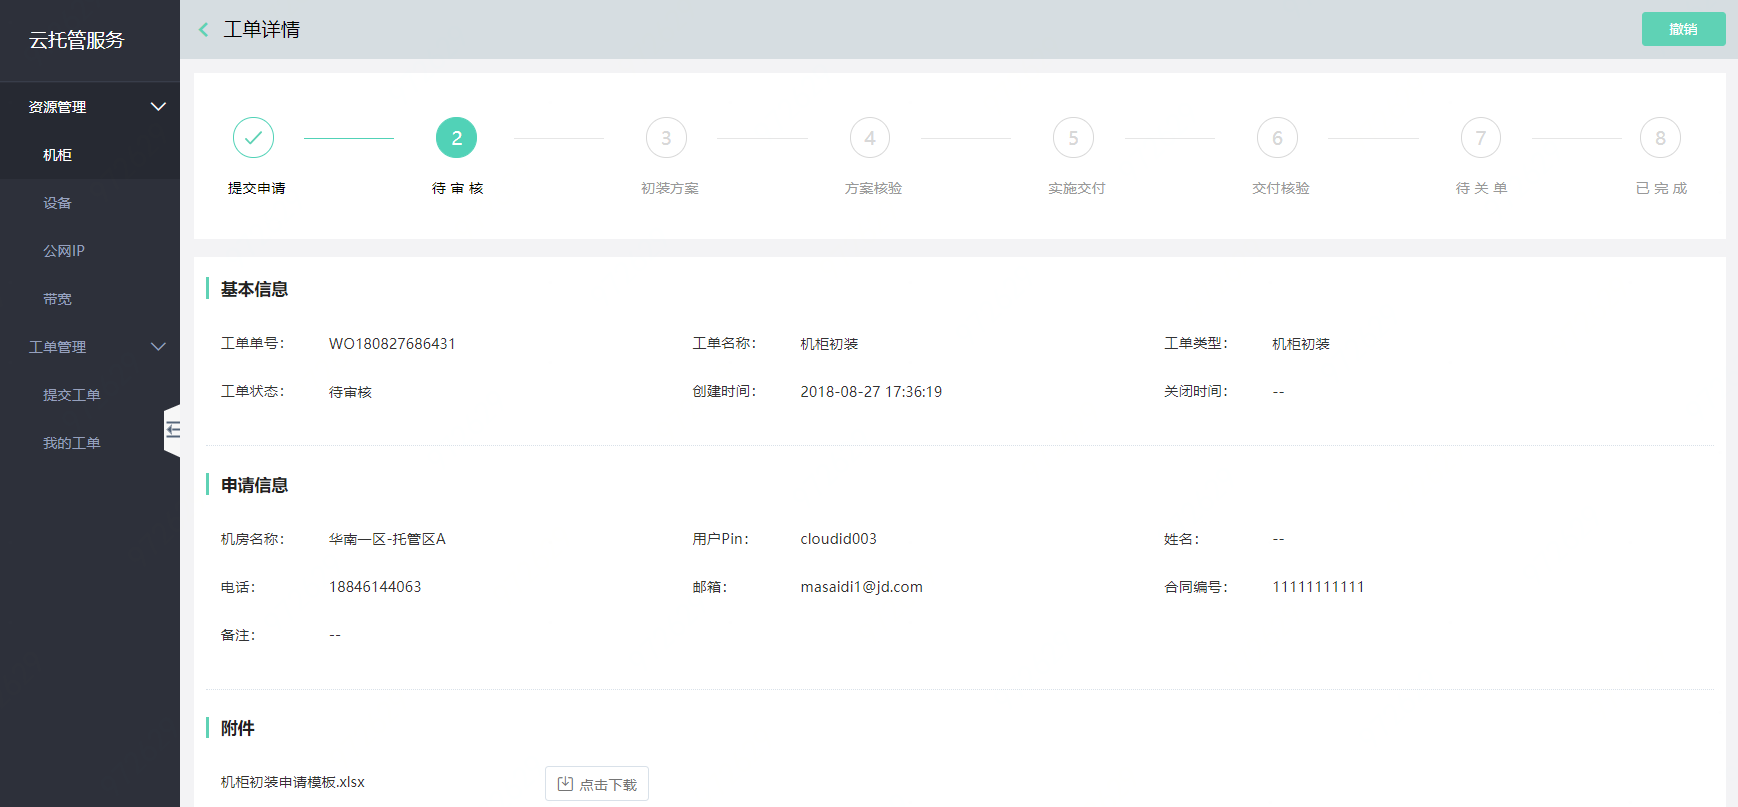 云托管服务
资源管理
机柜
设备
公网IP
带宽
工单管理
提交工单
我的工单
工单详情
撤销
2 3 4 5 6 7 8
提交申请 待 审 核 初装方案 方案核验 实施交付 交付核验 待 关 单 已 完 成
基本信息
工单单号： WO180827686431 工单名称： 机柜初装 工单类型： 机柜初装
工单状态： 待审核 创建时间： 2018-08-27 17:36:19 关闭时间： --
申请信息
机房名称： 华南一区-托管区A 用户Pin： cloudid003 姓名： --
电话： 18846144063 邮箱： masaidi1@jd.com 合同编号： 11111111111
备注： --
附件
机柜初装申请模板.xlsx 点击下载